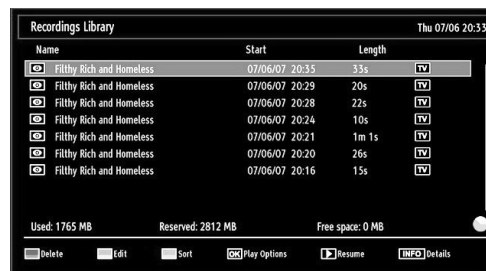 Recordings Library Thu 07/06 20:33
Name Start Length
Filthy Rich and Homeless 07/06/07 20:35 33s TV
Filthy Rich and Homeless 07/06/07 20:29 20s TV
Filthy Rich and Homeless 07/06/07 20:28 22s TV
Filthy Rich and Homeless 07/06/07 20:24 10s TV
Filthy Rich and Homeless 07/06/07 20:21 1m 1s TV
Filthy Rich and Homeless 07/06/07 20:20 26s TV
Filthy Rich and Homeless 07/06/07 20:16 15s TV
Used: 1765 MB Reserved: 2812 MB Free space: 0 MB
Delete Edit Sort OK Play Options Resume INFO Details